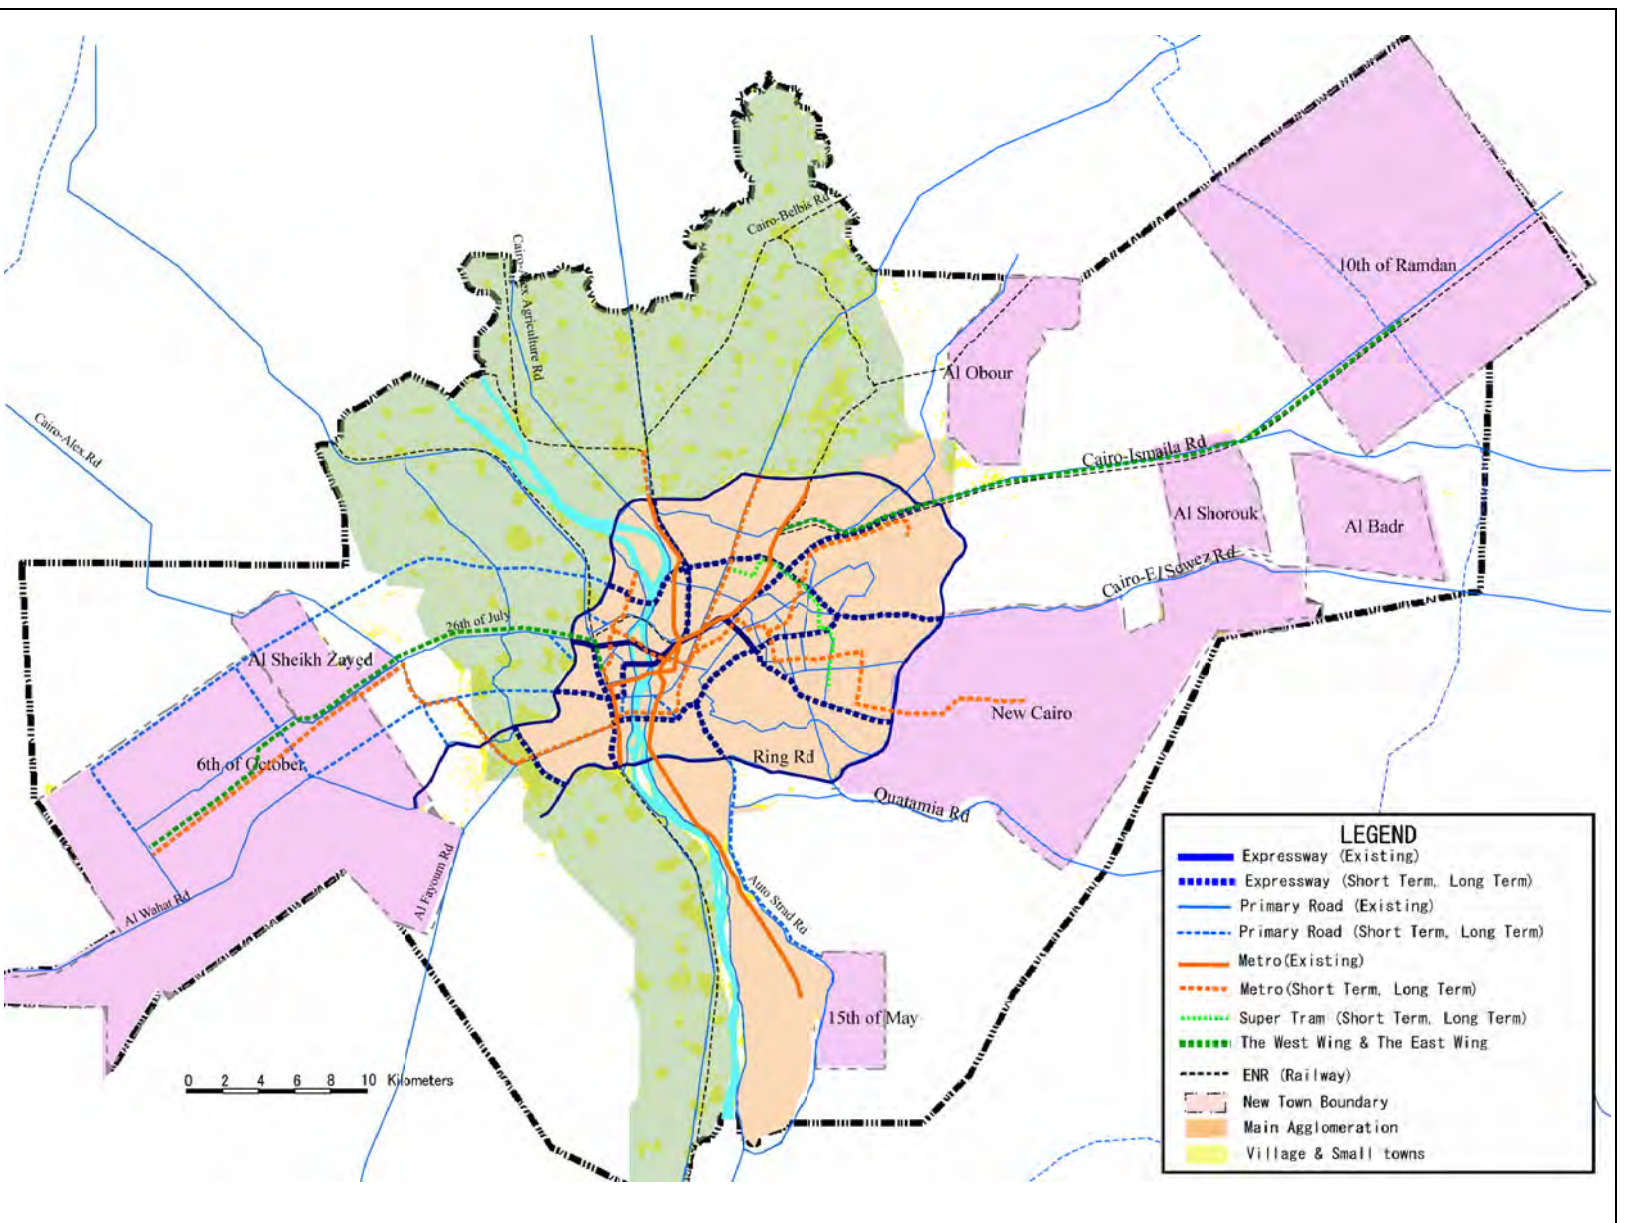 Cairo-Belbis Rd
Cairo-Alex Agriculture Rd
10th of Ramdan
Al Obour
Cairo-Alex.Rd
Cairo-Ismaila Rd
Al Shorouk
Al Badr
Cairo-E/Sewez Rd
26th of July
Al Sheikh Zayed
New Cairo
6th of October
Ring Rd
Quatamia Rd
Al Wahat Rd
Al Fayoum Rd
Auto Strad Rd
15th of May
0 2 4 6 8 10 Kilometers
LEGEND
Expressway (Existing)
Expressway (Short Term, Long Term)
Primary Road (Existing)
Primary Road (Short Term, Long Term)
Metro(Existing)
Metro(Short Term, Long Term)
Super Tram (Short Term, Long Term)
The West Wing & The East Wing
ENR (Railway)
New Town Boundary
Main Agglomeration
Village & Small towns